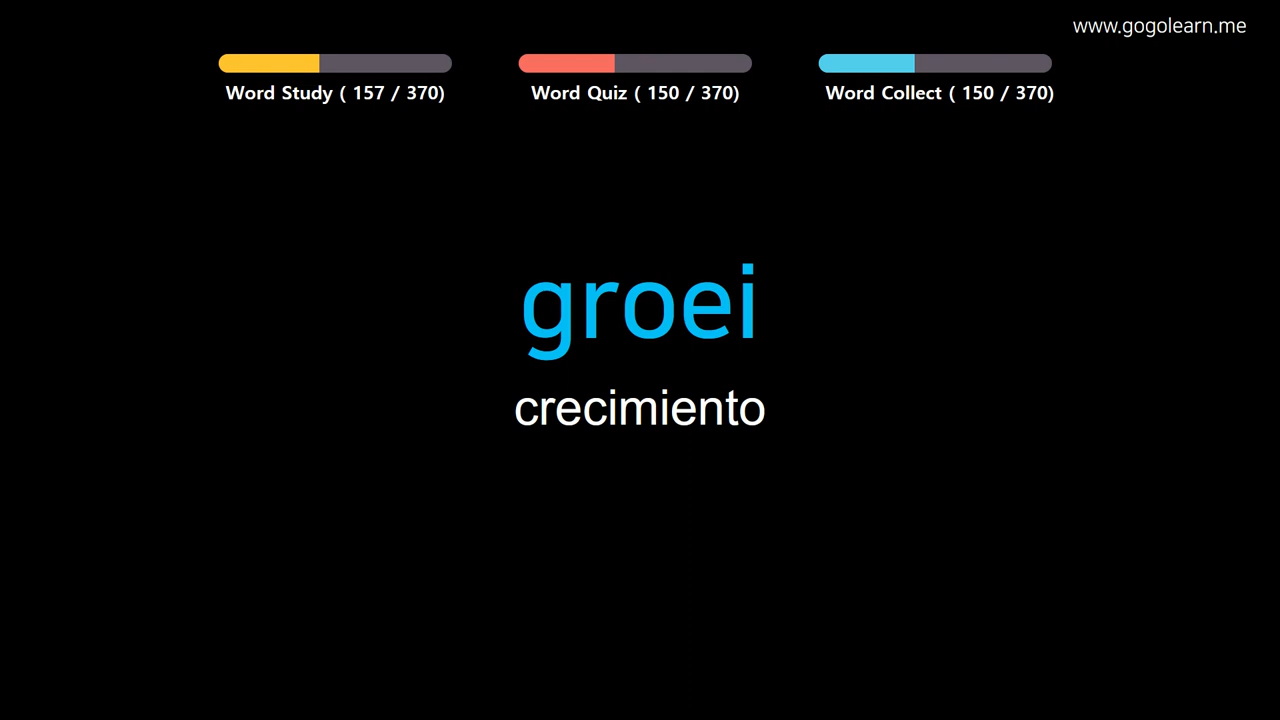 www.gogolearn.me
Word Study ( 157 / 370)
Word Quiz ( 150 / 370)
Word Collect ( 150 / 370)
groei
crecimiento